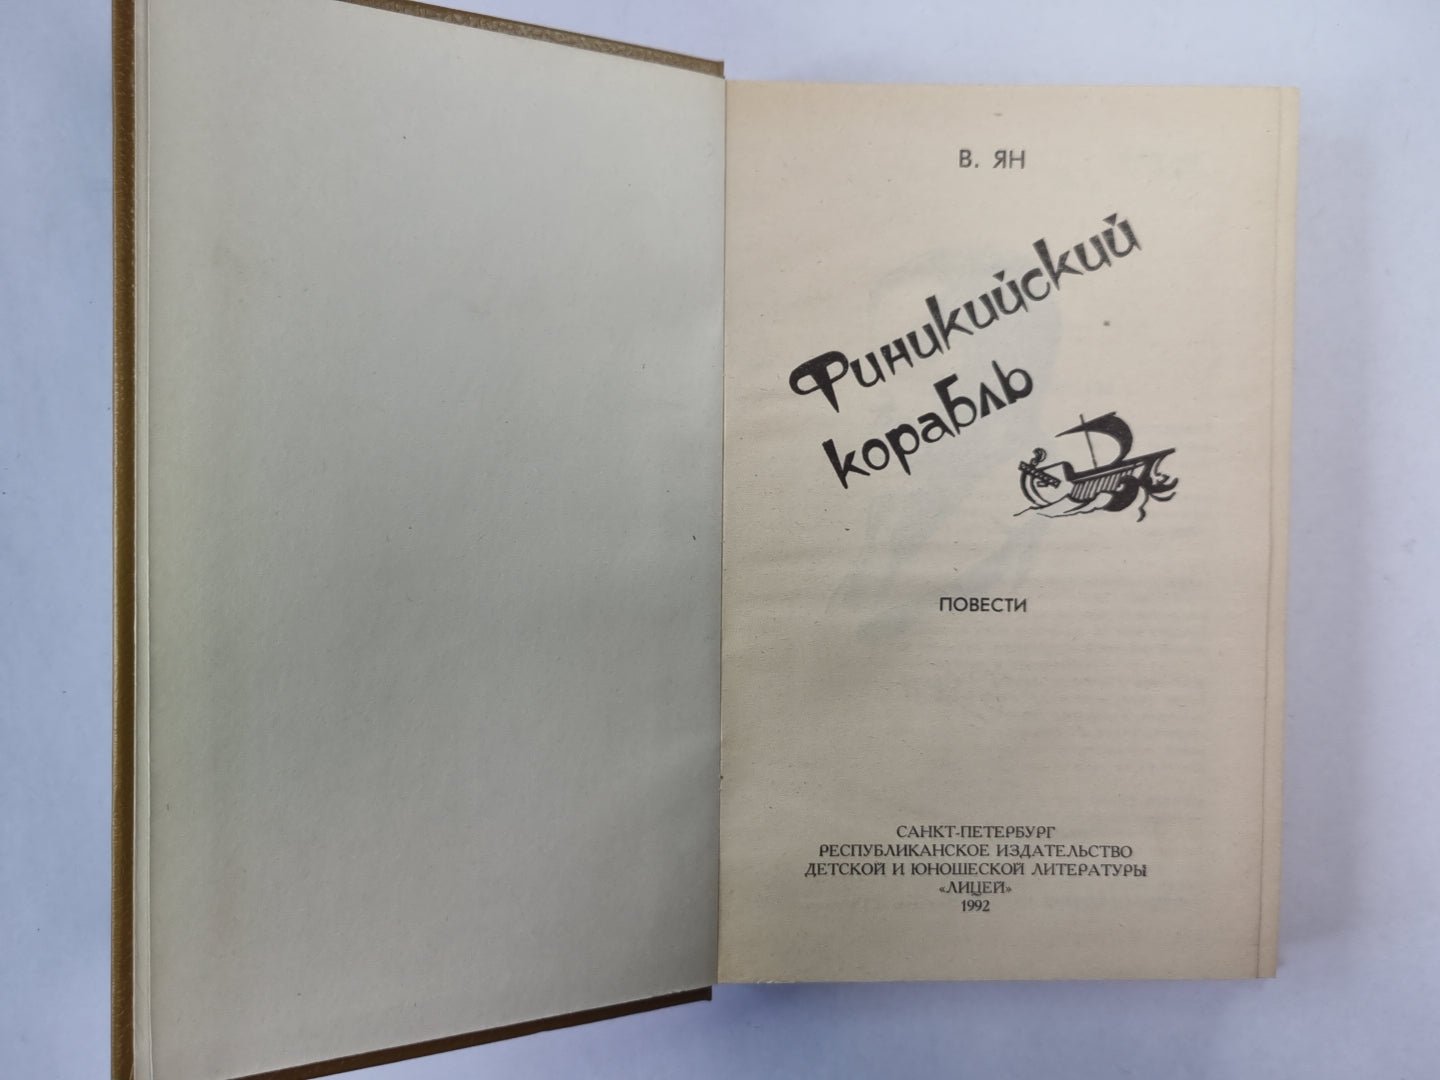 В. ЯН
Финикийский
корабль
ПОВЕСТИ
САНКТ-ПЕТЕРБУРГ
РЕСПУБЛИКАНСКОЕ ИЗДАТЕЛЬСТВО
ДЕТСКОЙ И ЮНОШЕСКОЙ ЛИТЕРАТУРЫ
«ЛИЦЕЙ»
1992